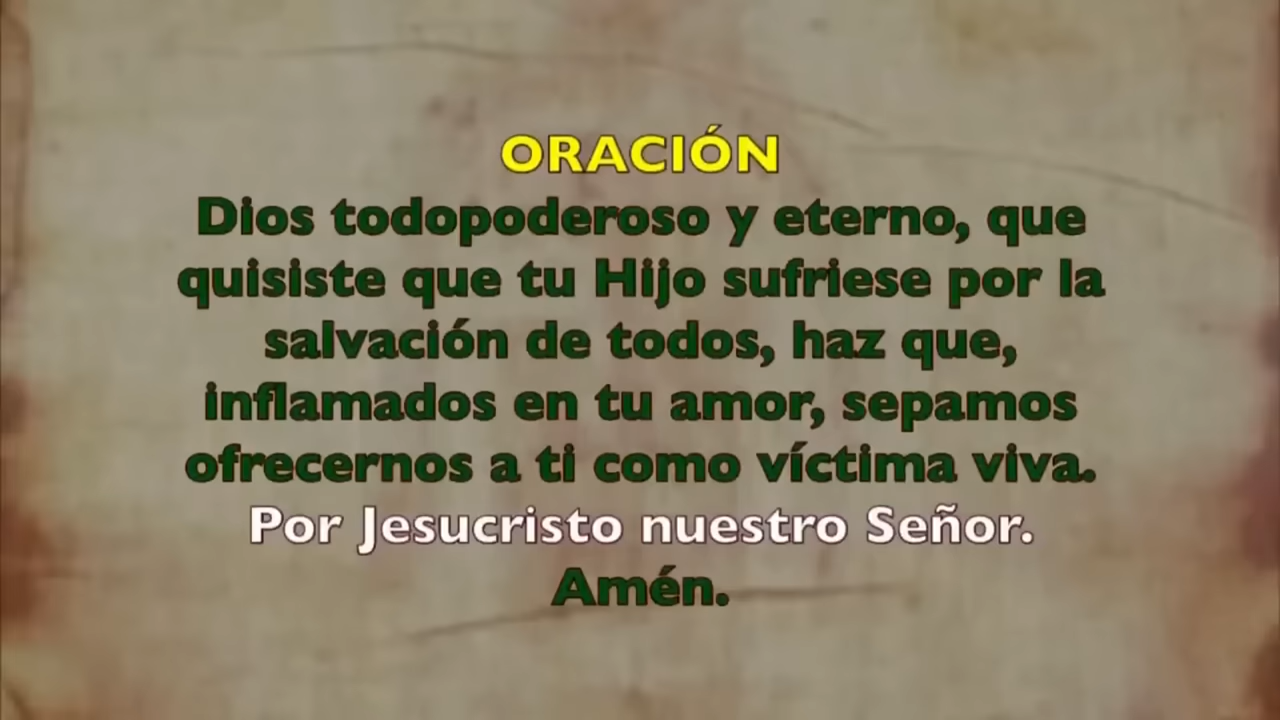 ORACIÓN
Dios todopoderoso y eterno, que
quisiste que tu Hijo sufriese por la
salvación de todos, haz que,
inflamados en tu amor, sepamos
ofrecernos a ti como víctima viva.
Por Jesucristo nuestro Señor.
Amén.